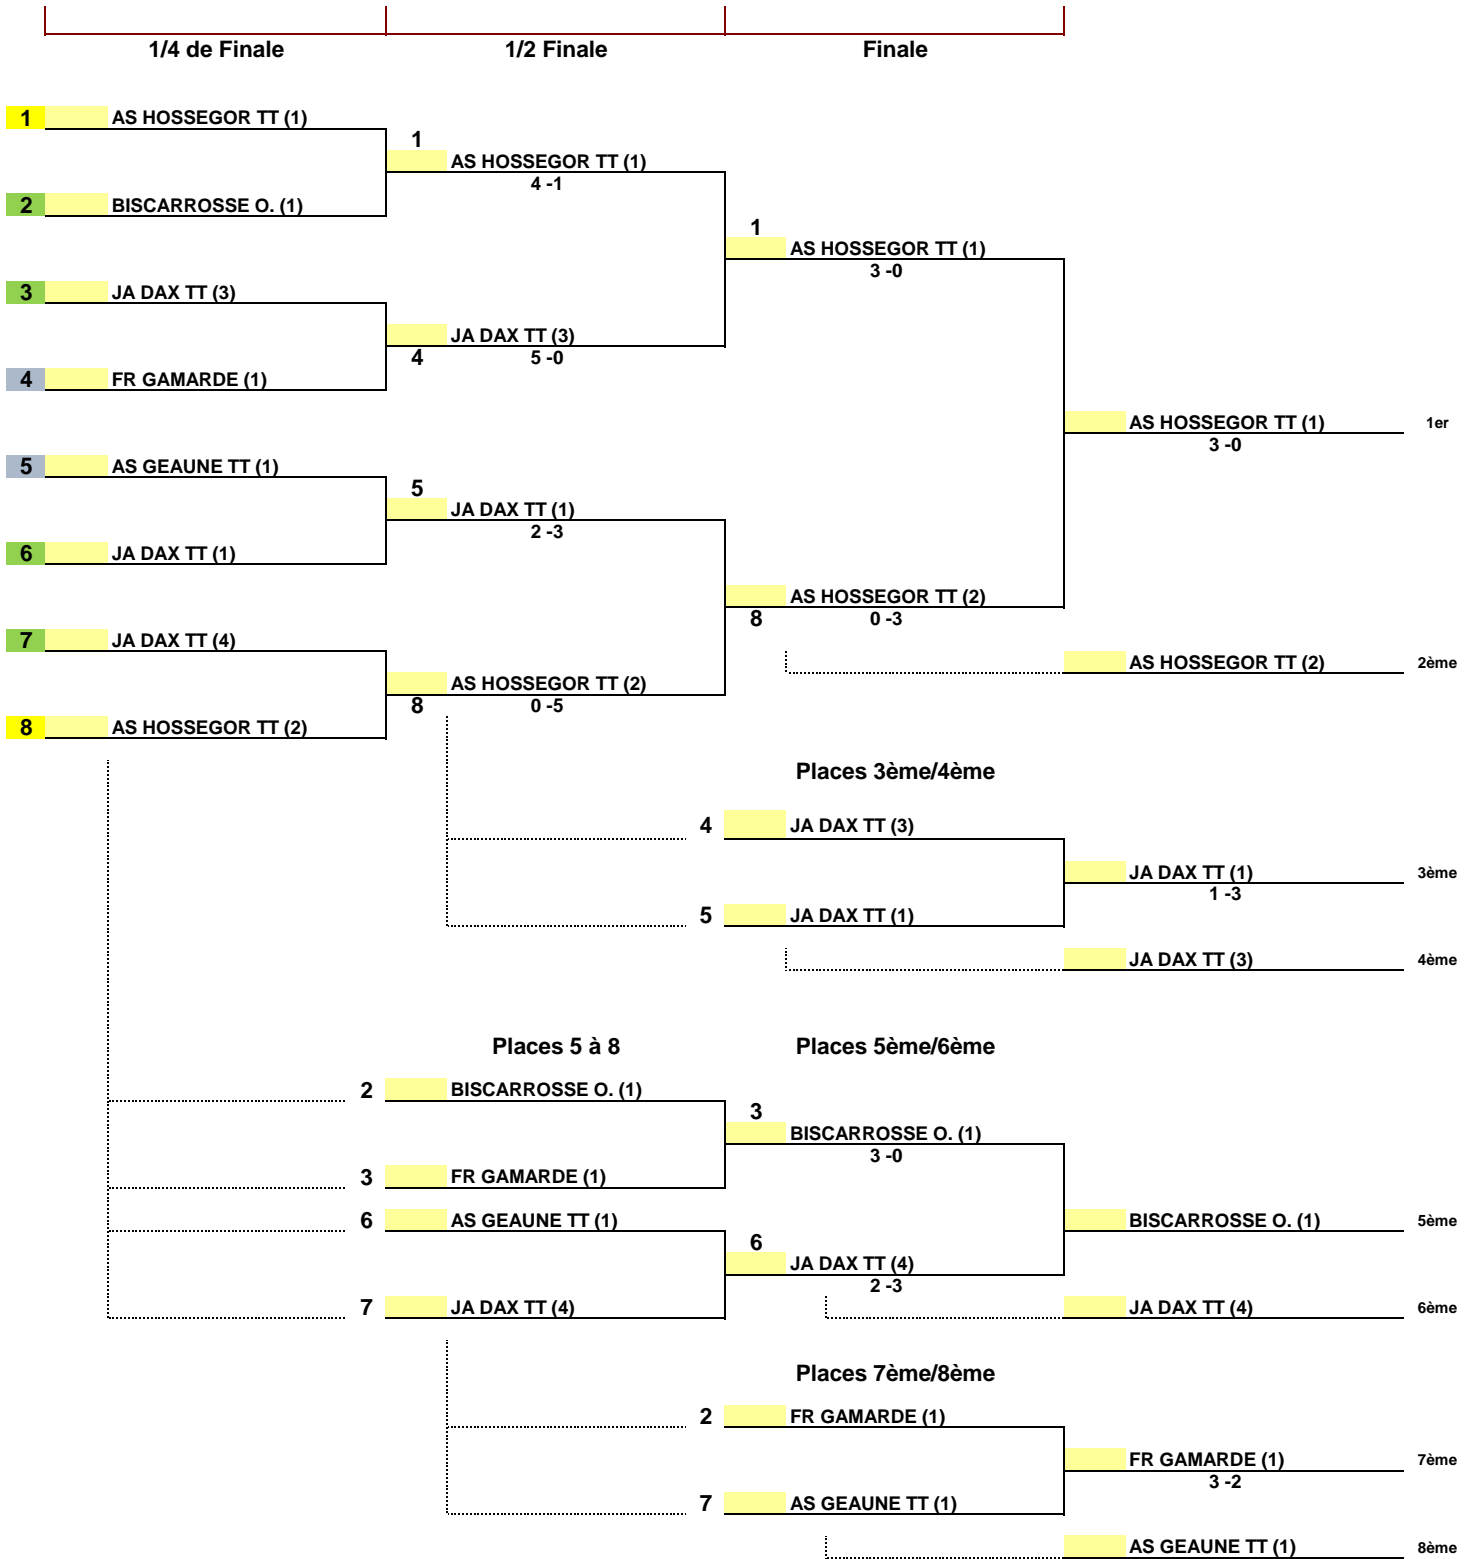 1/4 de Finale 1/2 Finale Finale
1 AS HOSSEGOR TT (1)
1
AS HOSSEGOR TT (1)
4 -1
2 BISCARROSSE O. (1)
1
AS HOSSEGOR TT (1)
3 -0
3 JA DAX TT (3)
JA DAX TT (3)
4 5 -0
4 FR GAMARDE (1)
AS HOSSEGOR TT (1) 1er
3 -0
5 AS GEAUNE TT (1)
5
JA DAX TT (1)
2 -3
6 JA DAX TT (1)
AS HOSSEGOR TT (2)
8 0 -3
7 JA DAX TT (4)
AS HOSSEGOR TT (2) 2ème
AS HOSSEGOR TT (2)
8 0 -5
8 AS HOSSEGOR TT (2)
Places 3ème/4ème
4 JA DAX TT (3)
JA DAX TT (1) 3ème
1 -3
5 JA DAX TT (1)
JA DAX TT (3) 4ème
Places 5 à 8 Places 5ème/6ème
2 BISCARROSSE O. (1)
3
BISCARROSSE O. (1)
3 -0
3 FR GAMARDE (1)
6 AS GEAUNE TT (1)
BISCARROSSE O. (1) 5ème
6
JA DAX TT (4)
2 -3
7 JA DAX TT (4)
JA DAX TT (4) 6ème
Places 7ème/8ème
2 FR GAMARDE (1)
FR GAMARDE (1) 7ème
3 -2
7 AS GEAUNE TT (1)
AS GEAUNE TT (1) 8ème